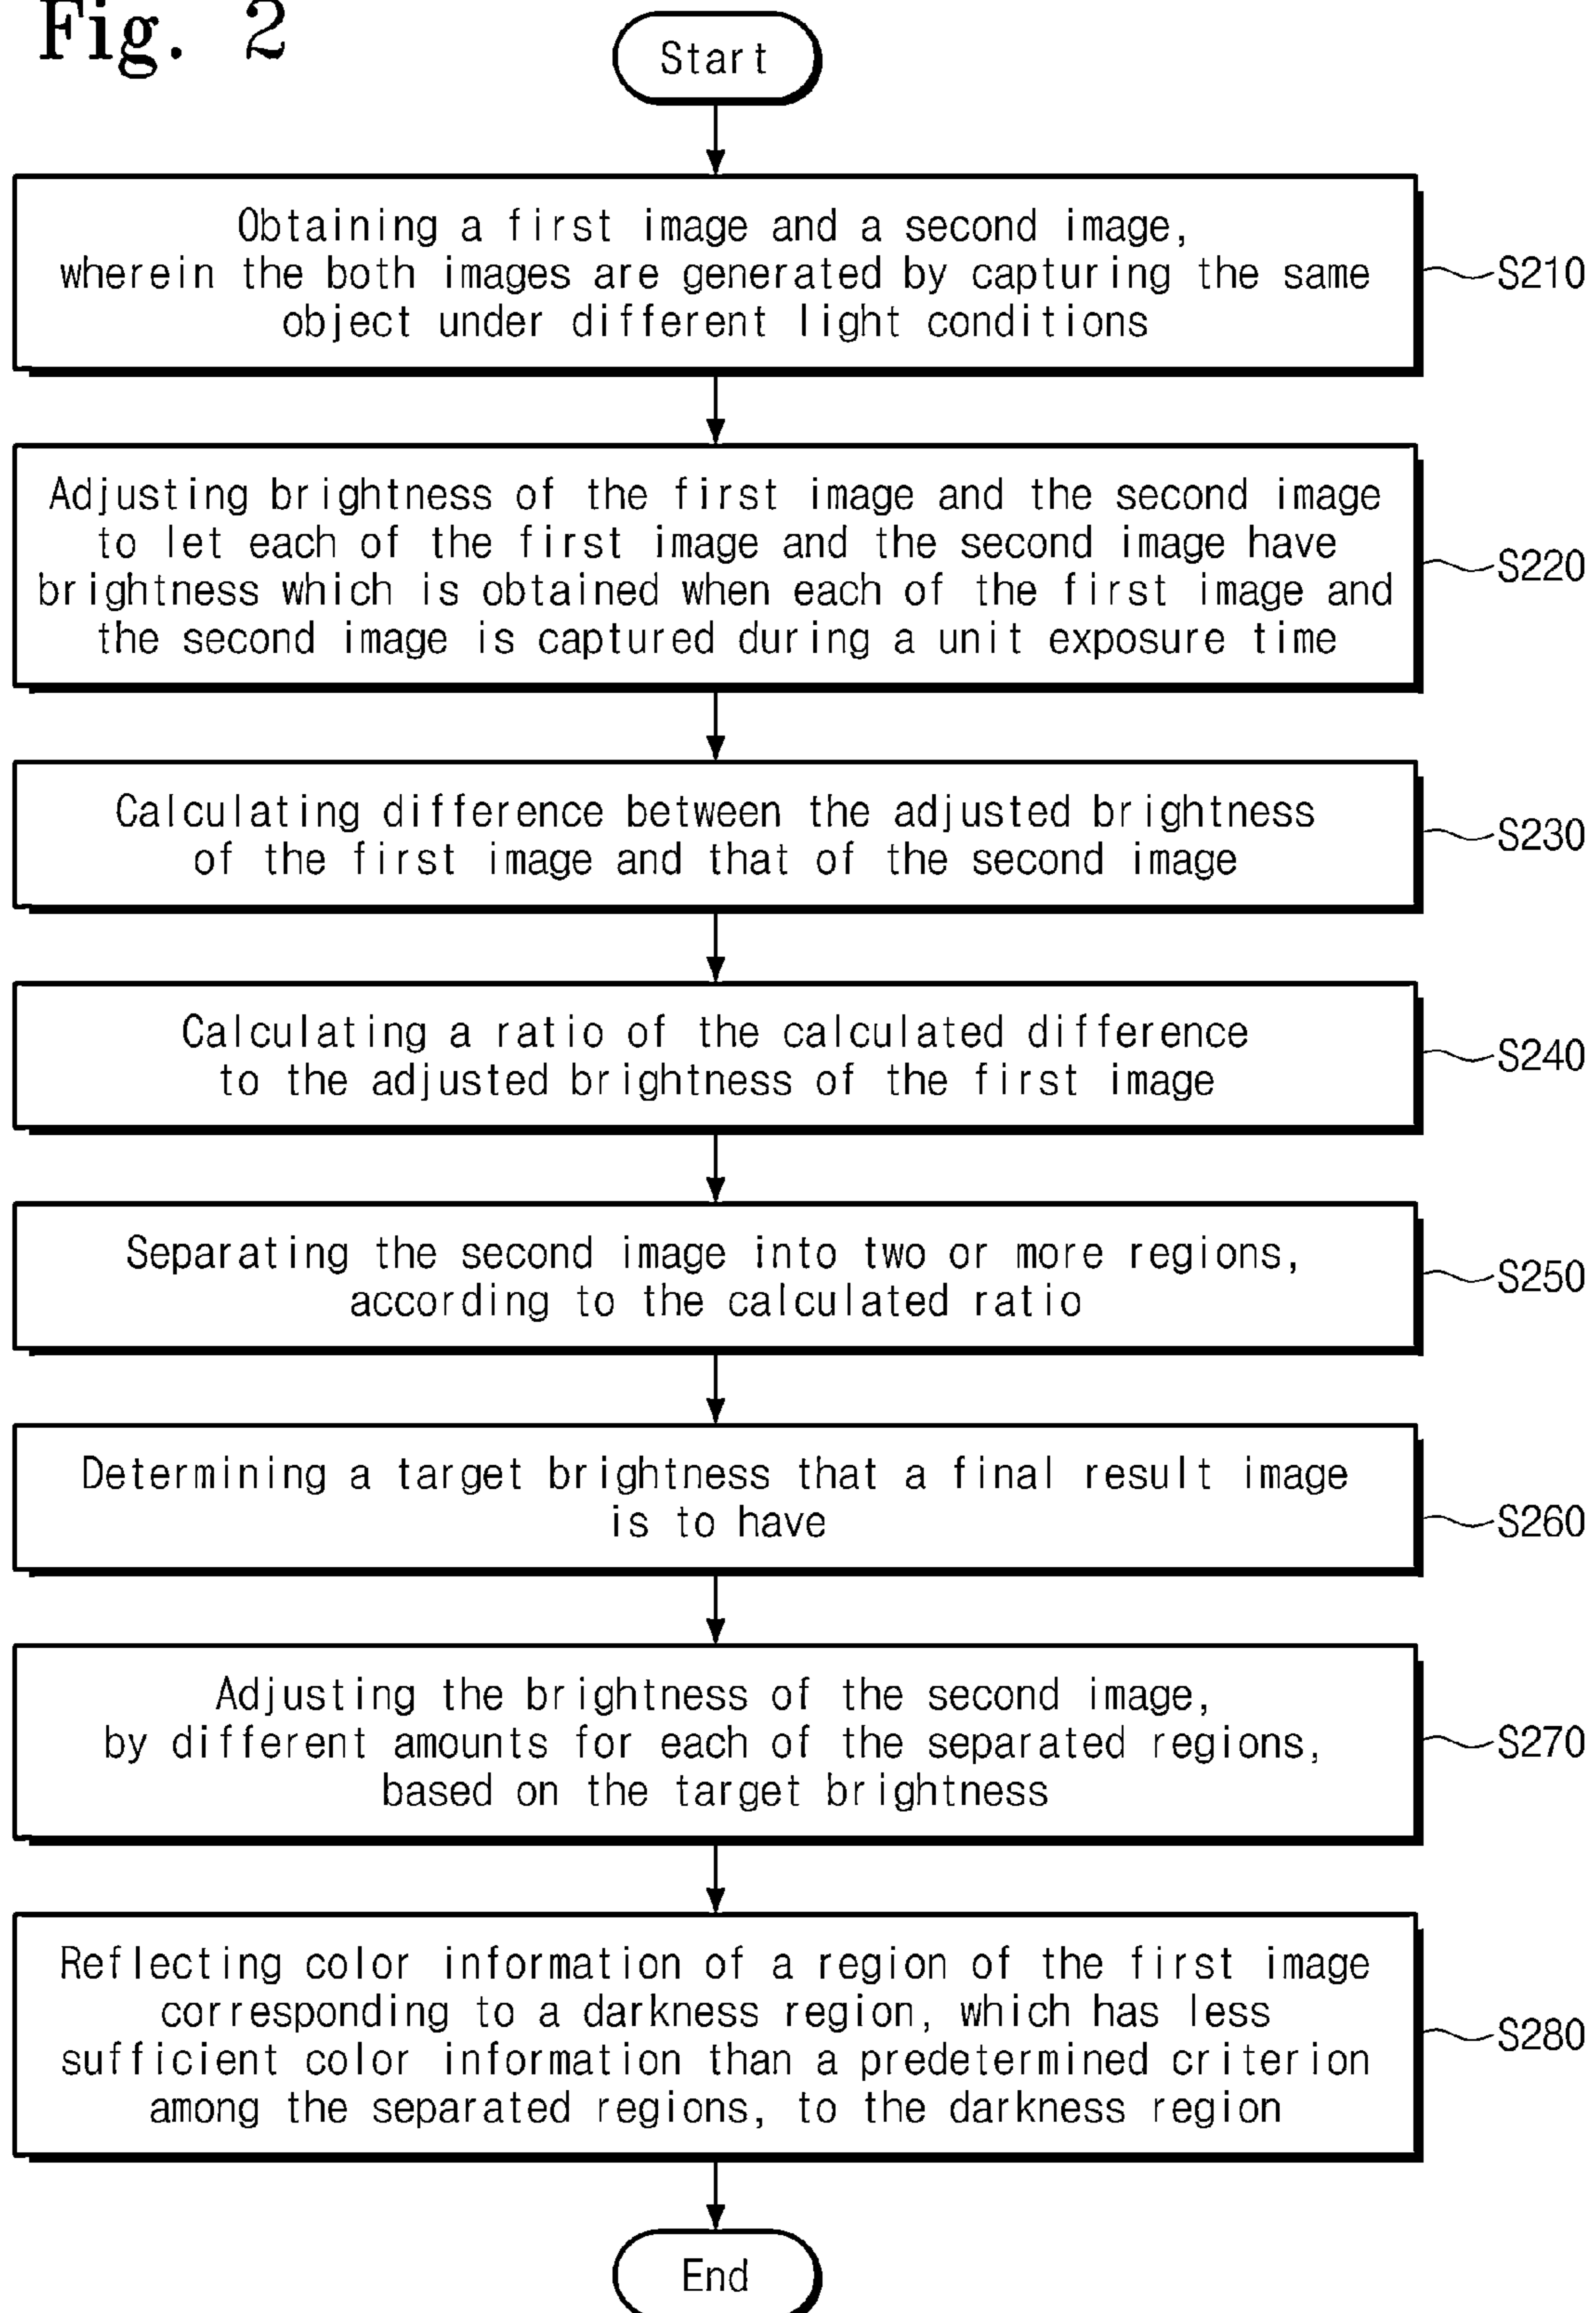 Fig. 2
Start
Obtaining a first image and a second image,
wherein the both images are generated by capturing the same
object under different light conditions
S210
Adjusting brightness of the first image and the second image
to let each of the first image and the second image have
brightness which is obtained when each of the first image and
the second image is captured during a unit exposure time
S220
Calculating difference between the adjusted brightness
of the first image and that of the second image
S230
Calculating a ratio of the calculated difference
to the adjusted brightness of the first image
S240
Separating the second image into two or more regions,
according to the calculated ratio
S250
Determining a target brightness that a final result image
is to have
S260
Adjusting the brightness of the second image,
by different amounts for each of the separated regions,
based on the target brightness
S270
Reflecting color information of a region of the first image
corresponding to a darkness region, which has less
sufficient color information than a predetermined criterion
among the separated regions, to the darkness region
S280
End